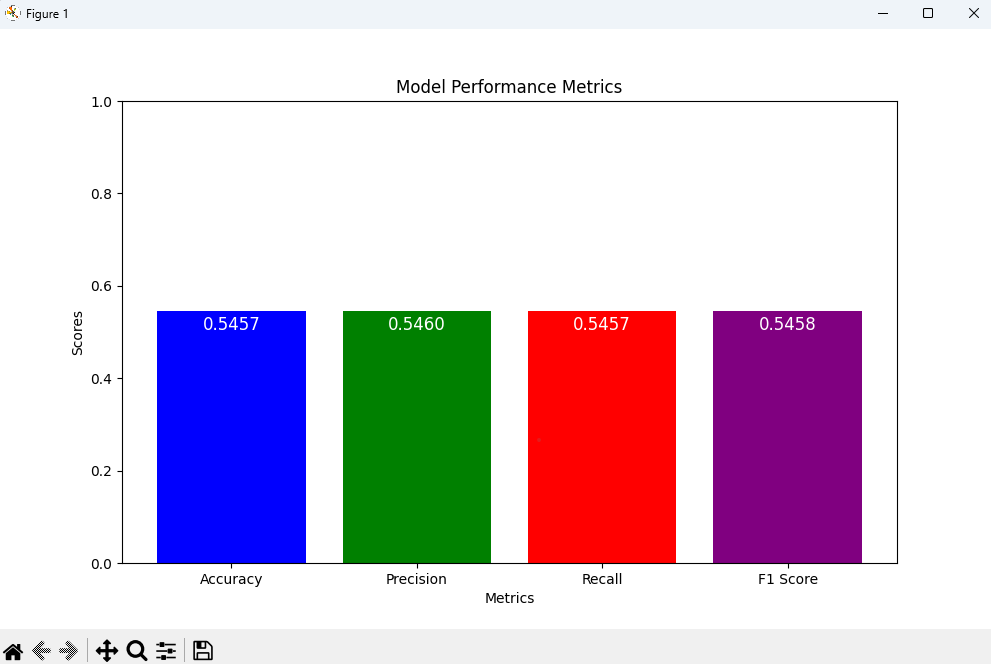 Figure 1
Model Performance Metrics
1.0
0.8
0.6
0.4
0.2
0.0
Scores
0.5457
0.5460
0.5457
0.5458
Accuracy
Precision
Recall
F1 Score
Metrics